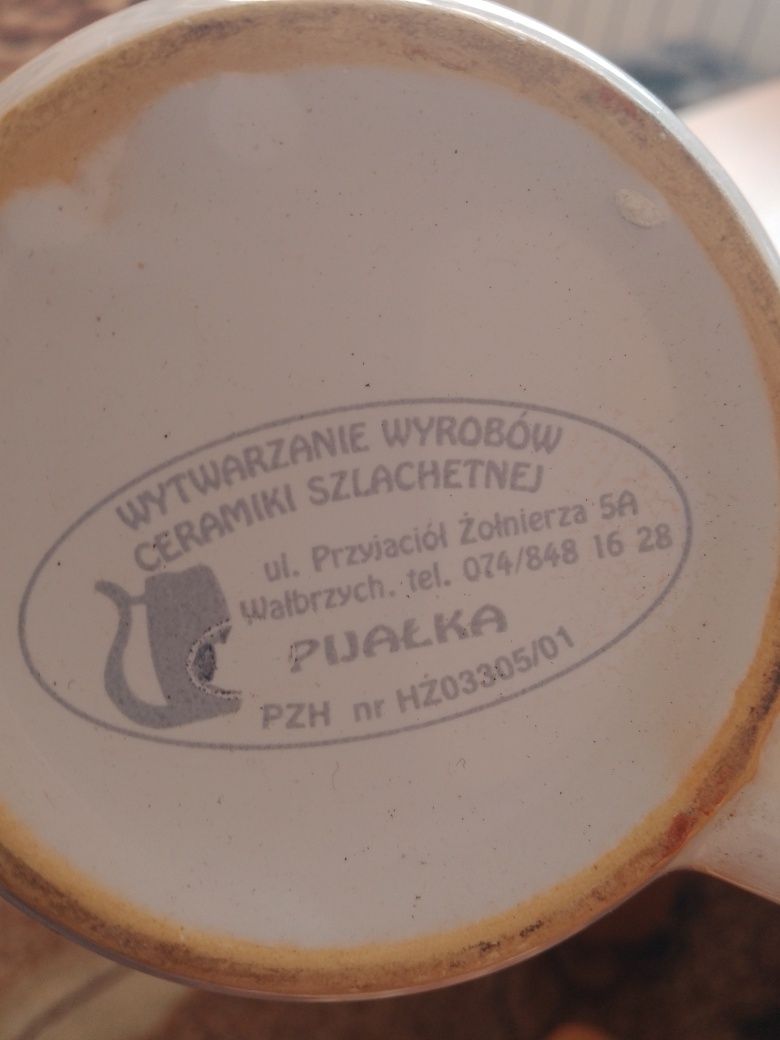 WYTWARZANIE WYROBÓW
CERAMIKI SZLACHETNEJ
ul. Przyjaciół Żołnierza 5A
Wałbrzych. tel. 074/848 16 28
PIJAŁKA
PZH nr HŻ03305/01